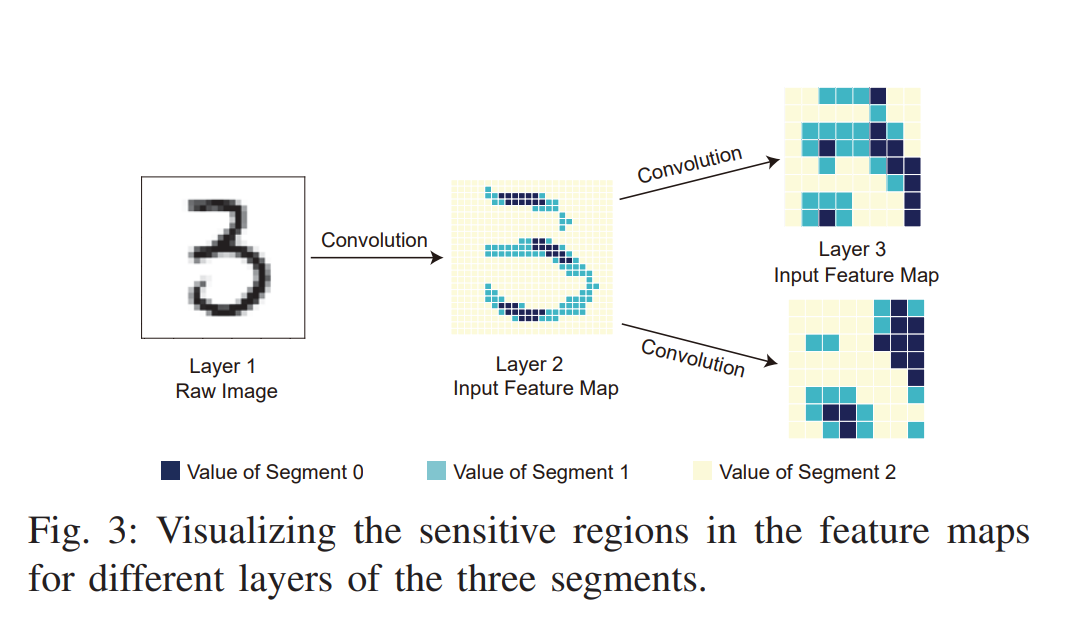 Convolution
Convolution
Convolution
Layer 1
Raw Image
Layer 2
Input Feature Map
Layer 3
Input Feature Map
Value of Segment 0
Value of Segment 1
Value of Segment 2
Fig. 3: Visualizing the sensitive regions in the feature maps
for different layers of the three segments.